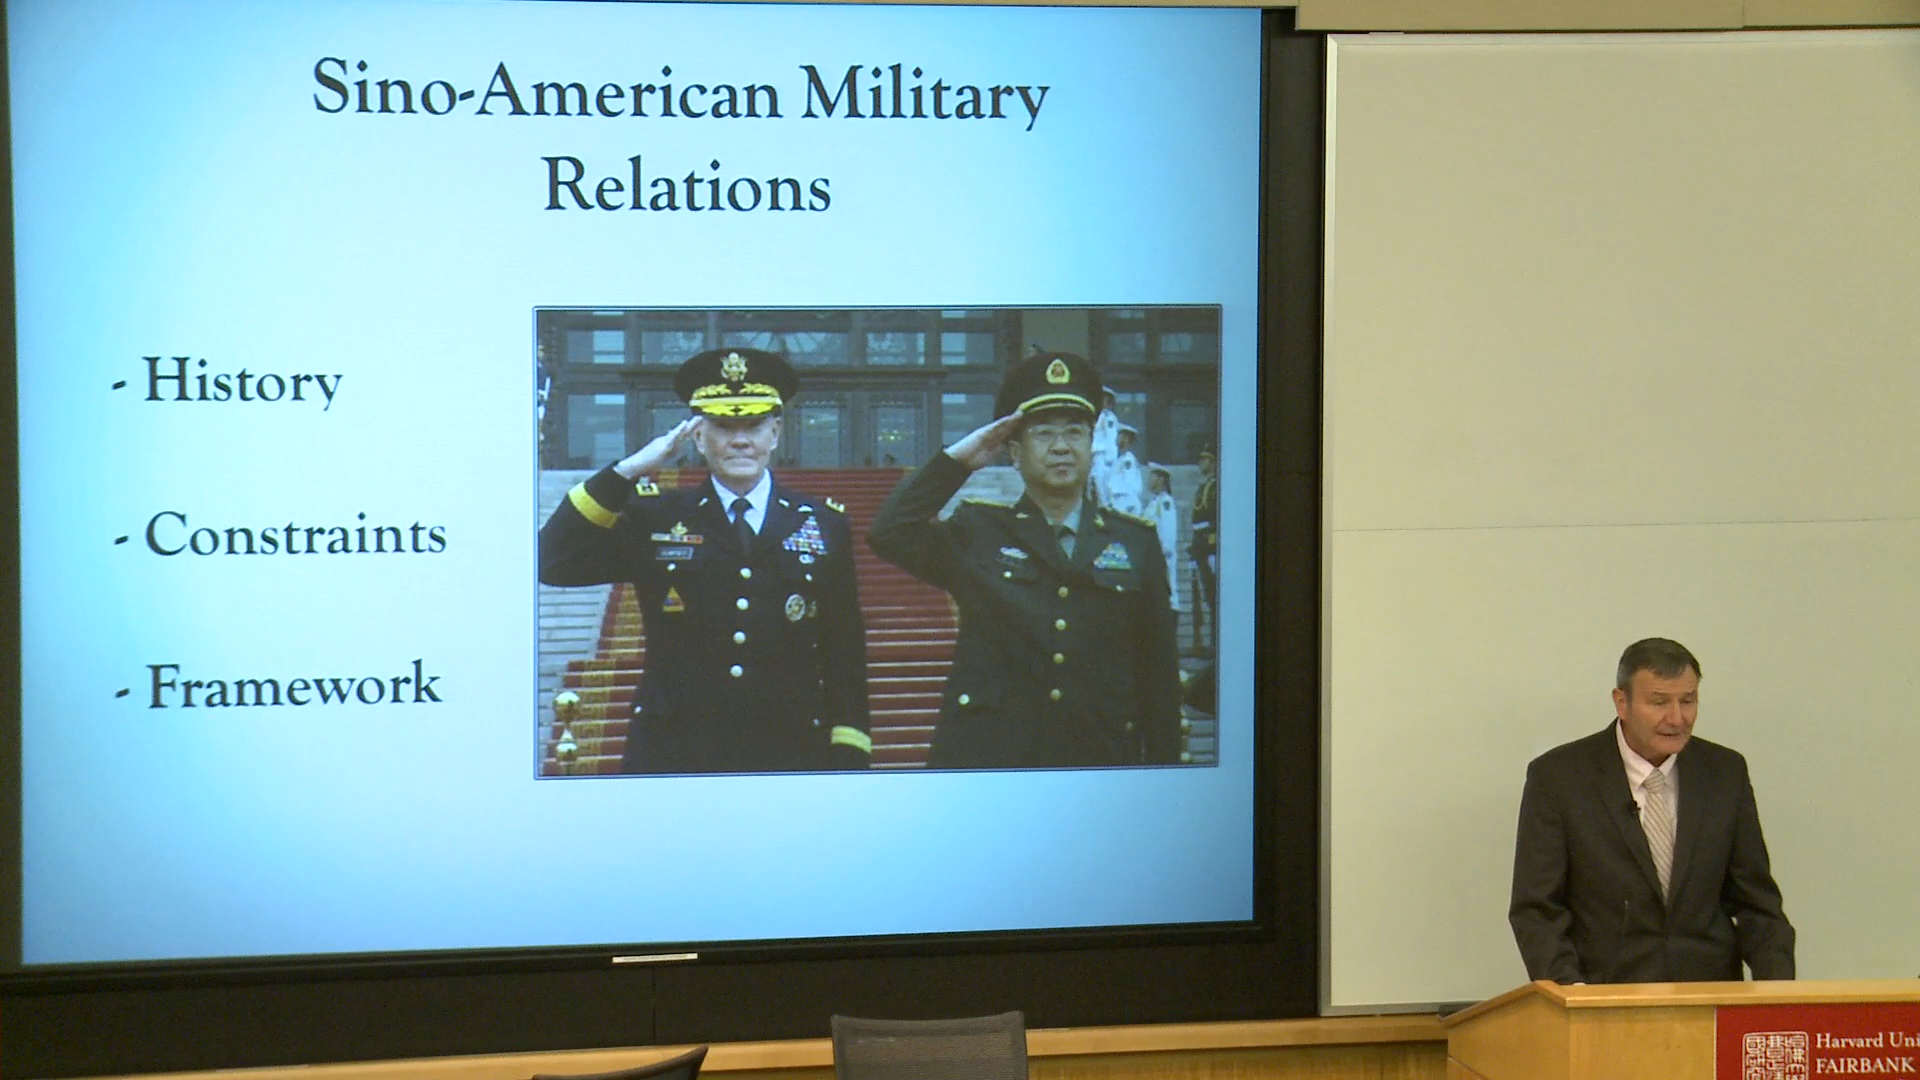 Sino-American Military
Relations
- History
- Constraints
- Framework
Harvard Uni
FAIRBANK